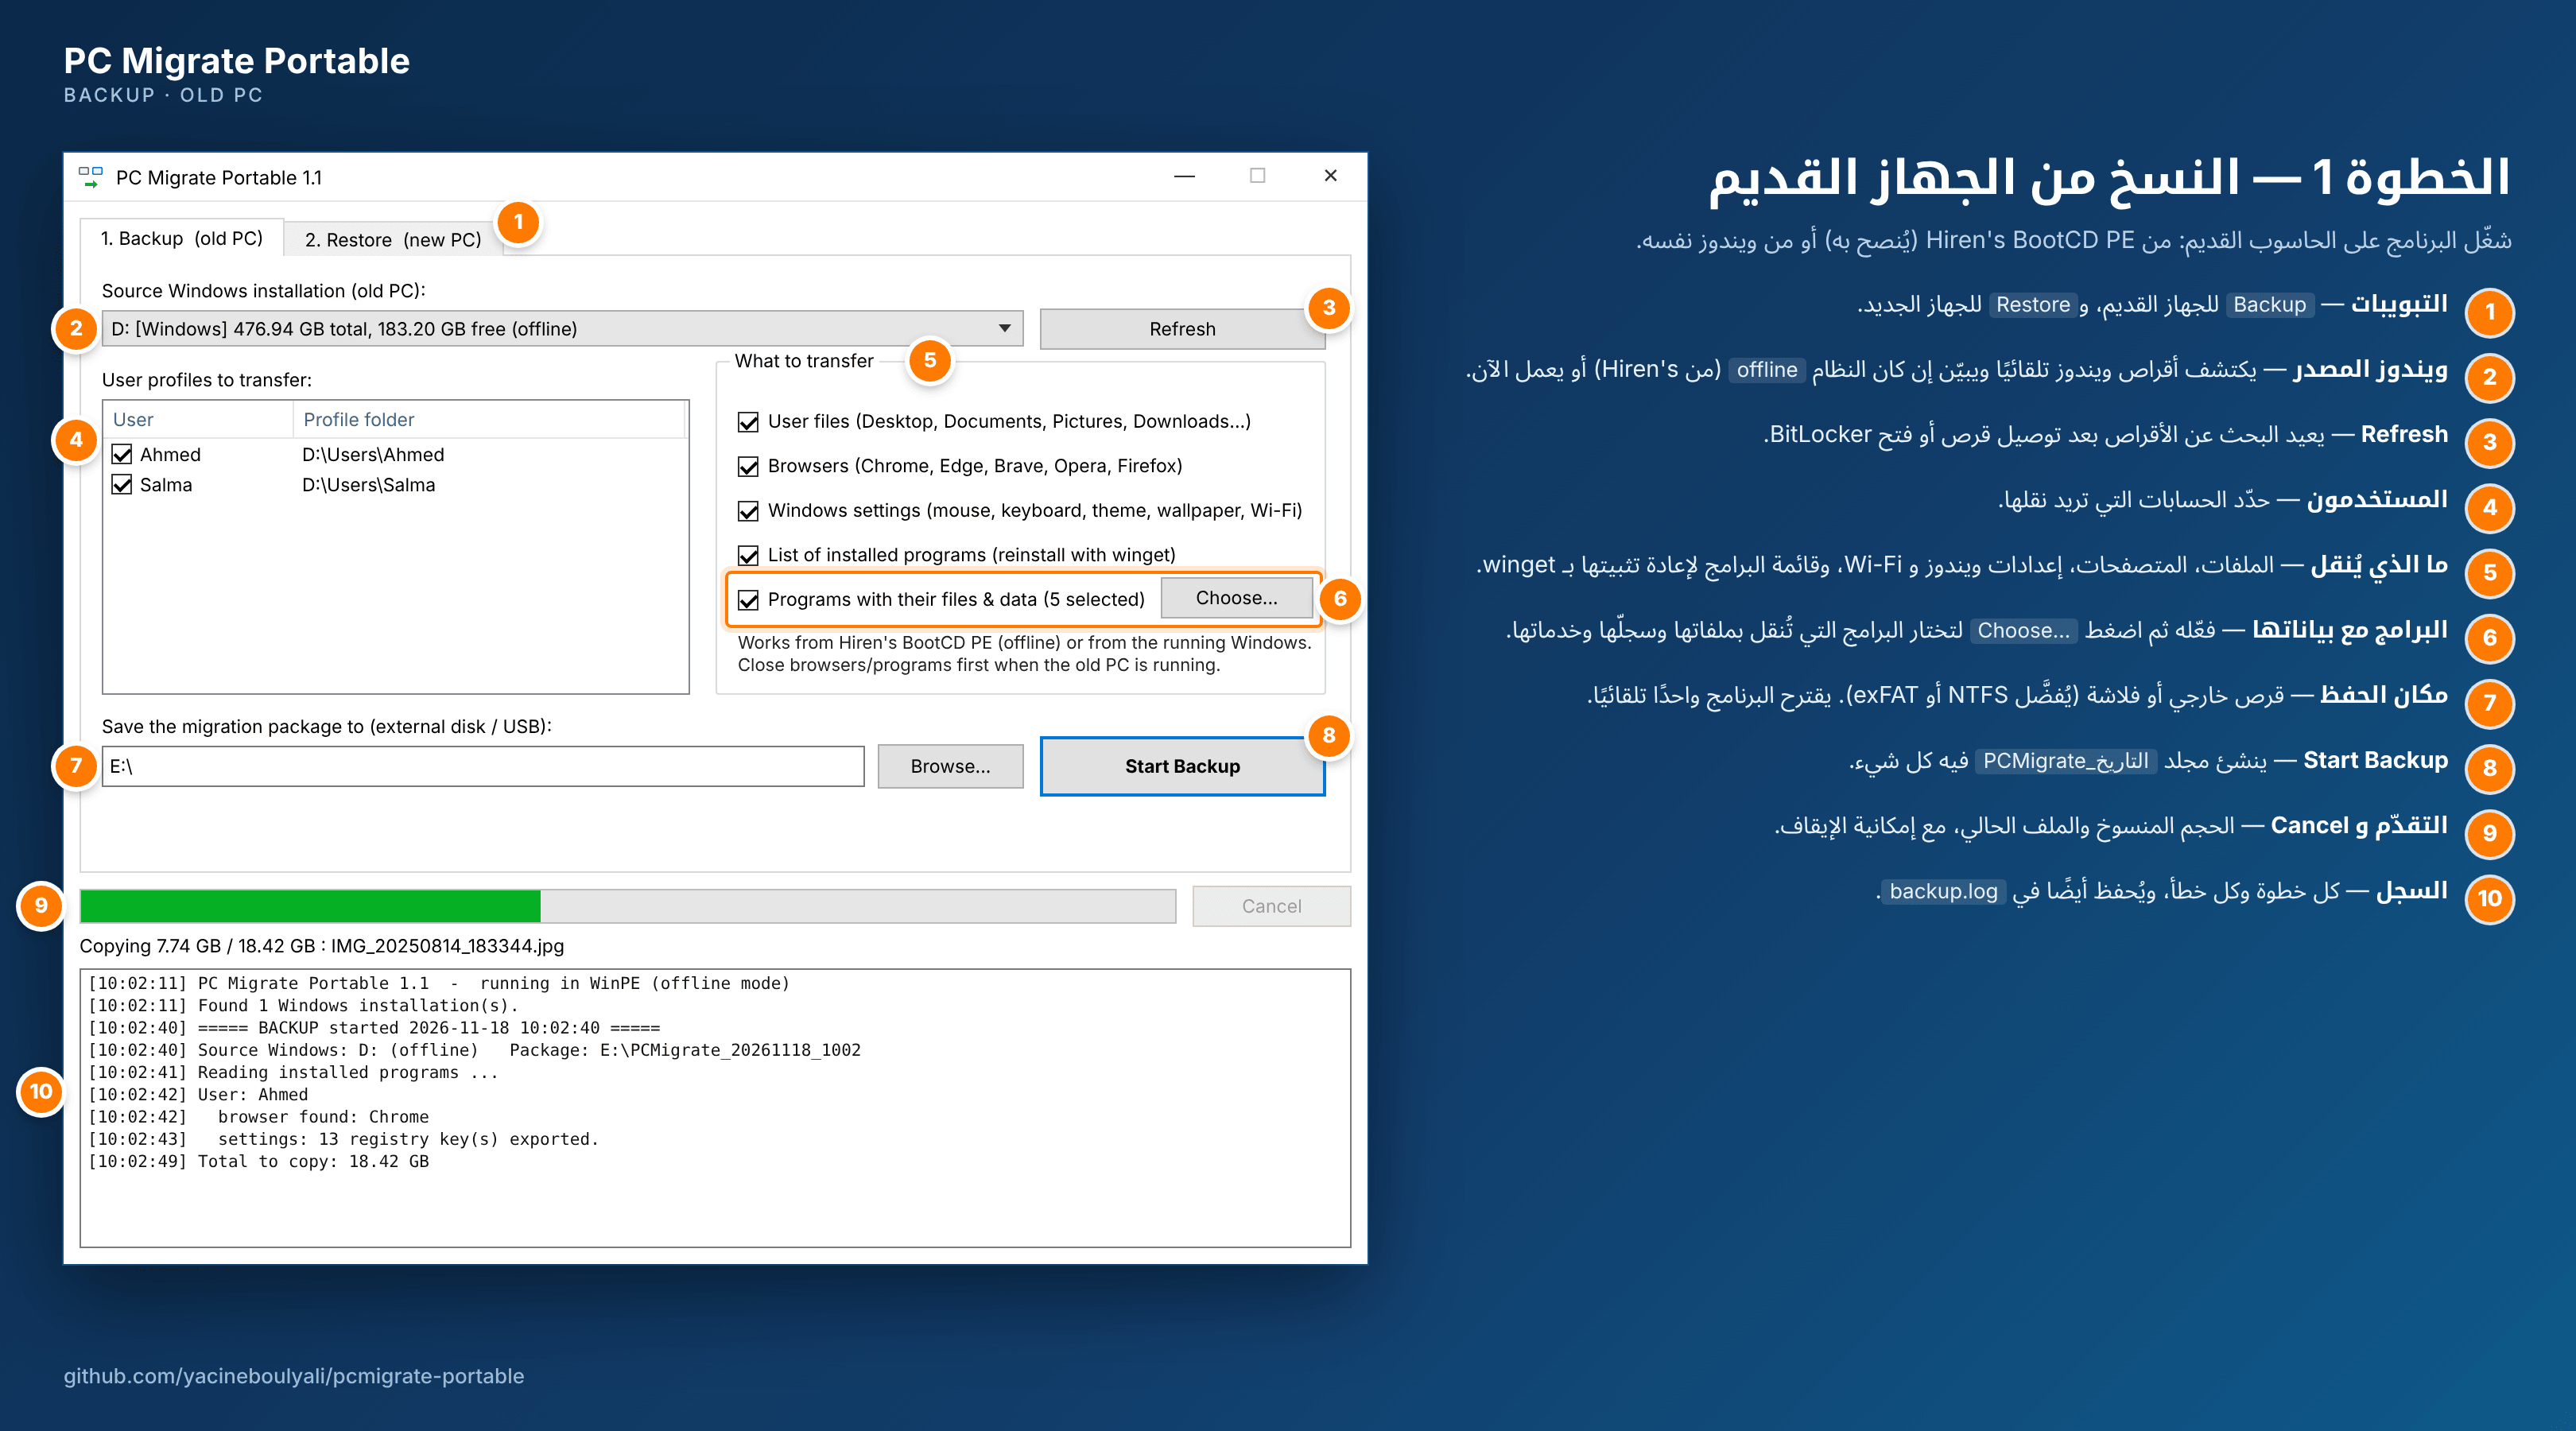 PC Migrate Portable
BACKUP · OLD PC
PC Migrate Portable 1.1
1. Backup (old PC)
2. Restore (new PC)
1
Source Windows installation (old PC):
2
D: [Windows] 476.94 GB total, 183.20 GB free (offline)
Refresh
3
User profiles to transfer:
User
Profile folder
4
Ahmed
D:\Users\Ahmed
Salma
D:\Users\Salma
What to transfer
5
User files (Desktop, Documents, Pictures, Downloads...)
Browsers (Chrome, Edge, Brave, Opera, Firefox)
Windows settings (mouse, keyboard, theme, wallpaper, Wi-Fi)
List of installed programs (reinstall with winget)
Programs with their files & data (5 selected)
Choose...
6
Works from Hiren's BootCD PE (offline) or from the running Windows.
Close browsers/programs first when the old PC is running.
Save the migration package to (external disk / USB):
7
E:\
Browse...
Start Backup
8
9
Cancel
Copying 7.74 GB / 18.42 GB : IMG_20250814_183344.jpg
10
[10:02:11] PC Migrate Portable 1.1 - running in WinPE (offline mode)
[10:02:11] Found 1 Windows installation(s).
[10:02:40] ===== BACKUP started 2026-11-18 10:02:40 =====
[10:02:40] Source Windows: D: (offline) Package: E:\PCMigrate_20261118_1002
[10:02:41] Reading installed programs ...
[10:02:42] User: Ahmed
[10:02:42] browser found: Chrome
[10:02:43] settings: 13 registry key(s) exported.
[10:02:49] Total to copy: 18.42 GB
الخطوة 1 — النسخ من الجهاز القديم
شغّل البرنامج على الحاسوب القديم: من Hiren's BootCD PE (يُنصح به) أو من ويندوز نفسه.
1 التبويبات — Backup للجهاز القديم، و Restore للجهاز الجديد.
2 ويندوز المصدر — يكتشف أقراص ويندوز تلقائيًا ويبيّن إن كان النظام offline (من Hiren's) أو يعمل الآن.
3 Refresh — يعيد البحث عن الأقراص بعد توصيل قرص أو فتح BitLocker.
4 المستخدمون — حدّد الحسابات التي تريد نقلها.
5 ما الذي يُنقل — الملفات، المتصفحات، إعدادات ويندوز و Wi-Fi، وقائمة البرامج لإعادة تثبيتها بـ winget.
6 البرامج مع بياناتها — فعّله ثم اضغط Choose... لتختار البرامج التي تُنقل بملفاتها وسجلّها وخدماتها.
7 مكان الحفظ — قرص خارجي أو فلاشة (يُفضَّل NTFS أو exFAT). يقترح البرنامج واحدًا تلقائيًا.
8 Start Backup — ينشئ مجلد PCMigrate_التاريخ فيه كل شيء.
9 التقدّم و Cancel — الحجم المنسوخ والملف الحالي، مع إمكانية الإيقاف.
10 السجل — كل خطوة وكل خطأ، ويُحفظ أيضًا في backup.log.
github.com/yacineboulyali/pcmigrate-portable